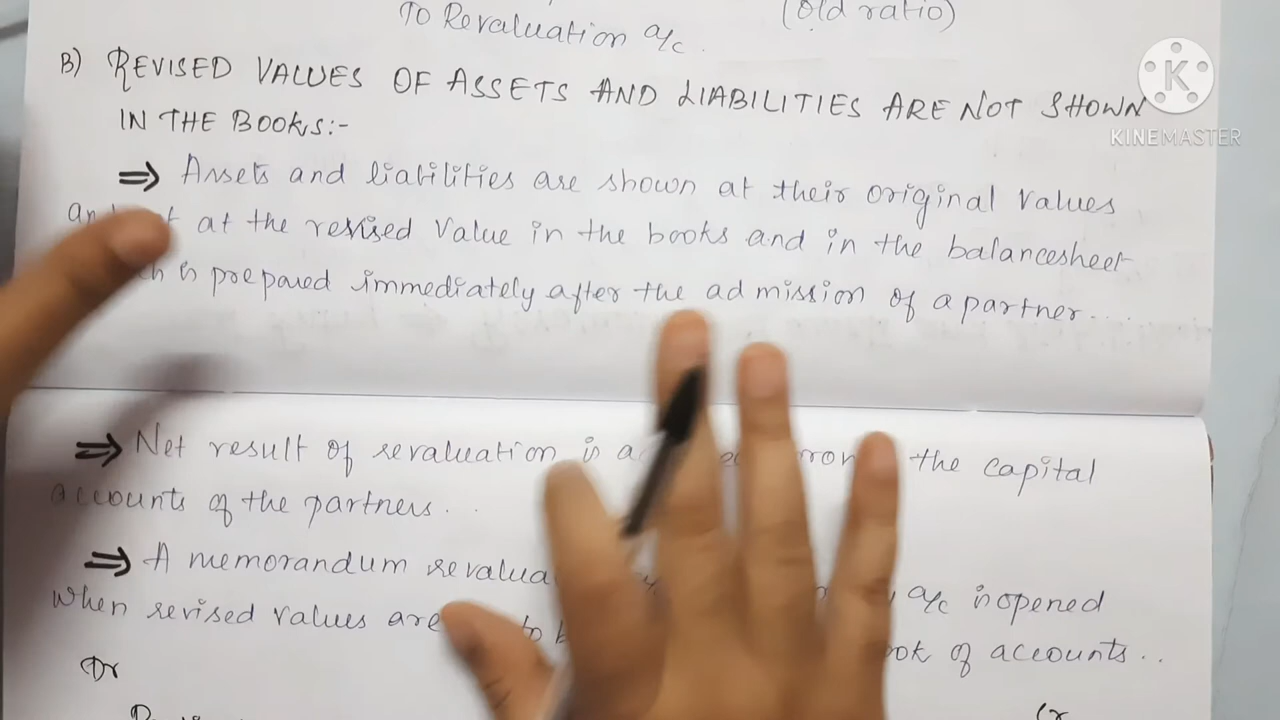 To Revaluation a/c. (old ratio)
B) REVISED VALUES OF ASSETS AND LIABILITIES ARE NOT SHOWN
IN THE BOOKS:-
⇒ Assets and liabilities are shown at their original values
at the revised value in the books and in the balancesheet
is prepared immediately after the admission of a partner....
⇒ Net result of revaluation is the capital
accounts of the partners...
⇒ A memorandum a/c is opened
when revised values are to of accounts..
Dr
Cr
K
KINEMASTER